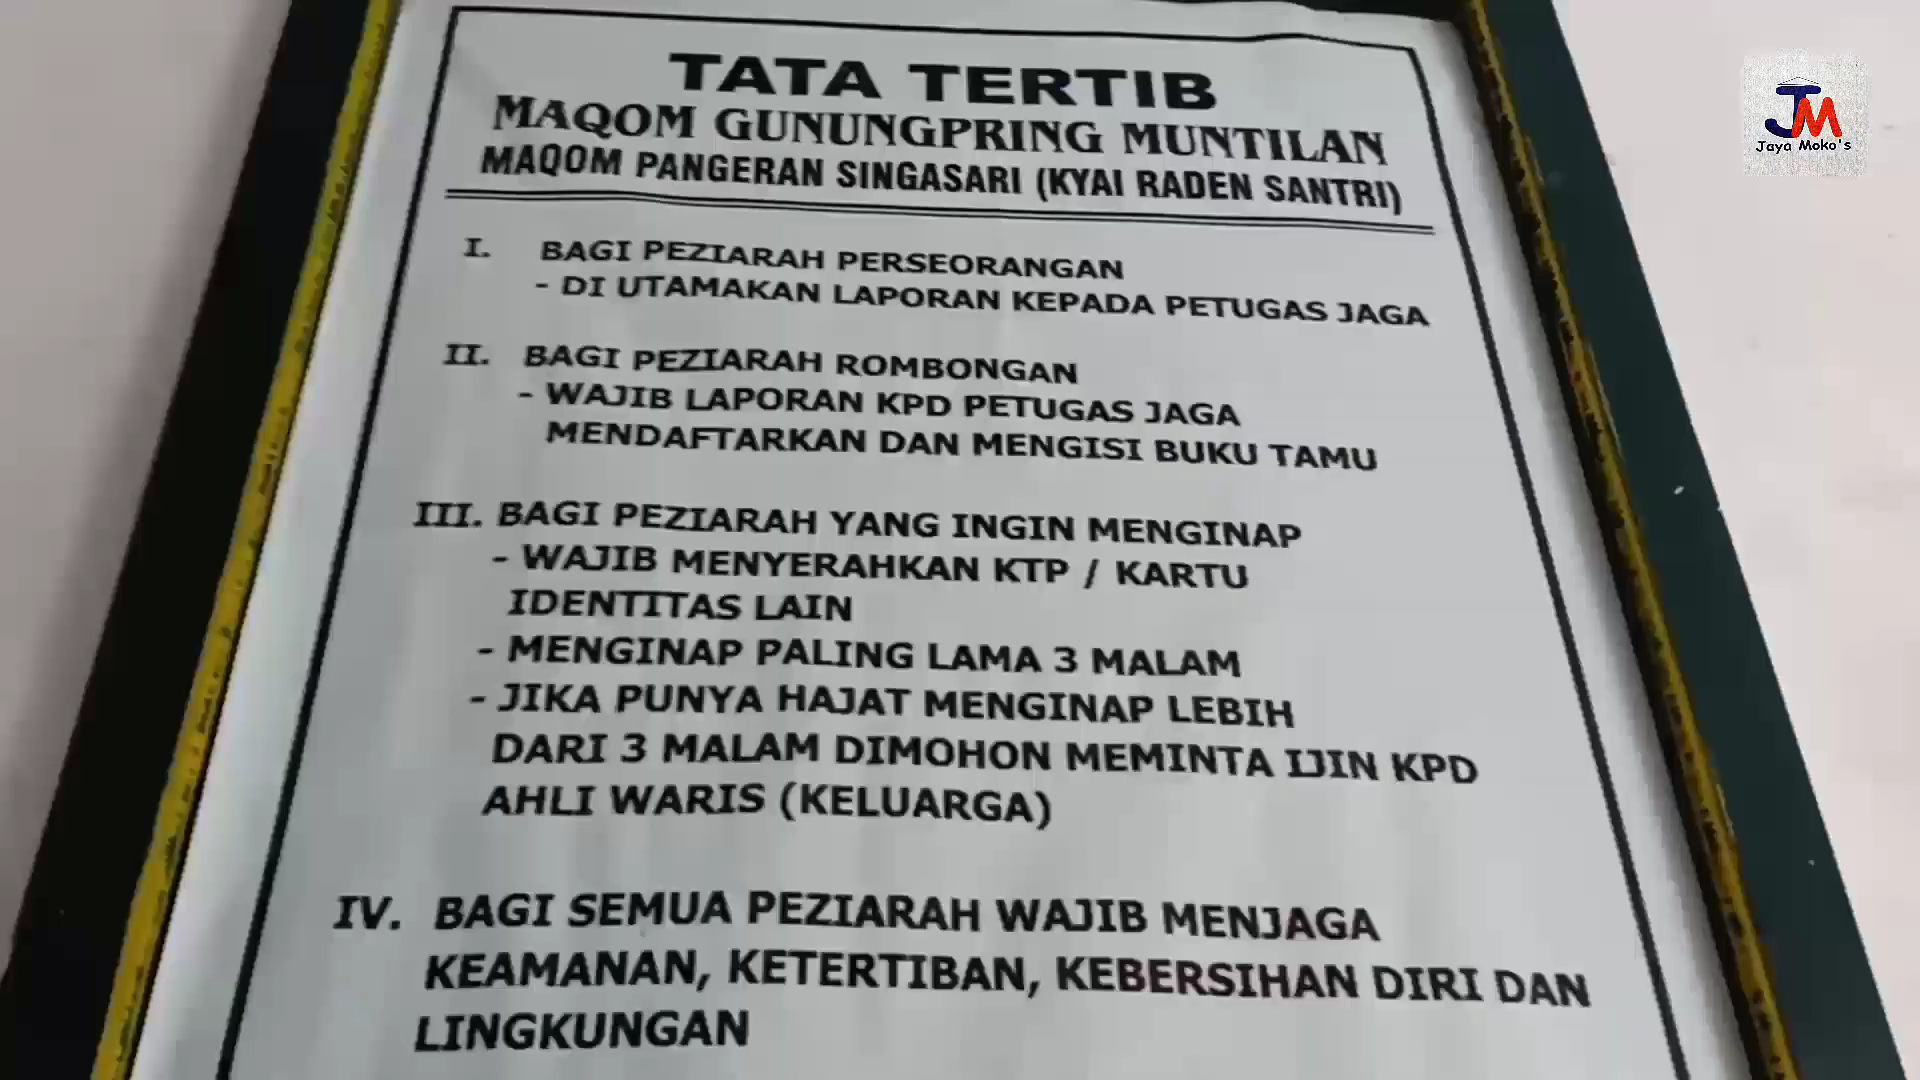 TATA TERTIB
MAQOM GUNUNGPRING MUNTILAN
MAQOM PANGERAN SINGASARI (KYAI RADEN SANTRI)
I. BAGI PEZIARAH PERSEORANGAN
- DI UTAMAKAN LAPORAN KEPADA PETUGAS JAGA
II. BAGI PEZIARAH ROMBONGAN
- WAJIB LAPORAN KPD PETUGAS JAGA
MENDAFTARKAN DAN MENGISI BUKU TAMU
III. BAGI PEZIARAH YANG INGIN MENGINAP
- WAJIB MENYERAHKAN KTP / KARTU
IDENTITAS LAIN
- MENGINAP PALING LAMA 3 MALAM
- JIKA PUNYA HAJAT MENGINAP LEBIH
DARI 3 MALAM DIMOHON MEMINTA IJIN KPD
AHLI WARIS (KELUARGA)
IV. BAGI SEMUA PEZIARAH WAJIB MENJAGA
KEAMANAN, KETERTIBAN, KEBERSIHAN DIRI DAN
LINGKUNGAN
JM
Jaya Moko's